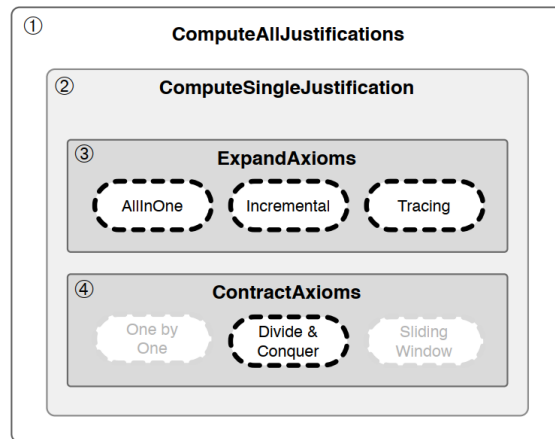 ① ComputeAllJustifications
② ComputeSingleJustification
③ ExpandAxioms
AllInOne Incremental Tracing
④ ContractAxioms
One by
One
Divide &
Conquer
Sliding
Window